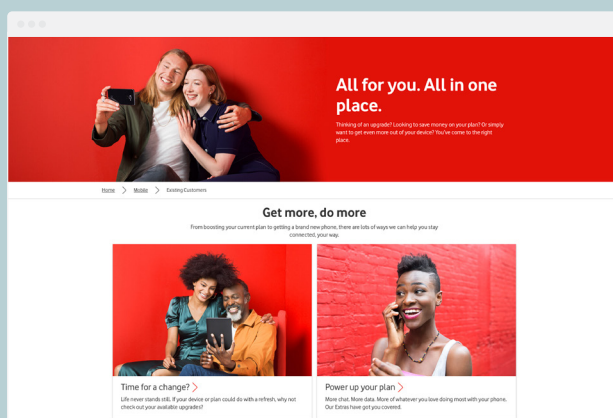 All for you. All in one
place.
Thinking of an upgrade? Looking to save money on your plan? Or simply
want to get even more out of your device? You've come to the right
place.
Home > Mobile > Existing Customers
Get more, do more
From boosting your current plan to getting a brand new phone, there are lots of ways we can help you stay
connected, your way.
Time for a change? >
Life never stands still. If your device or plan could do with a refresh, why not
check out your available upgrades?
Power up your plan >
More chat. More data. More of whatever you love doing most with your phone.
Our Extras have got you covered.